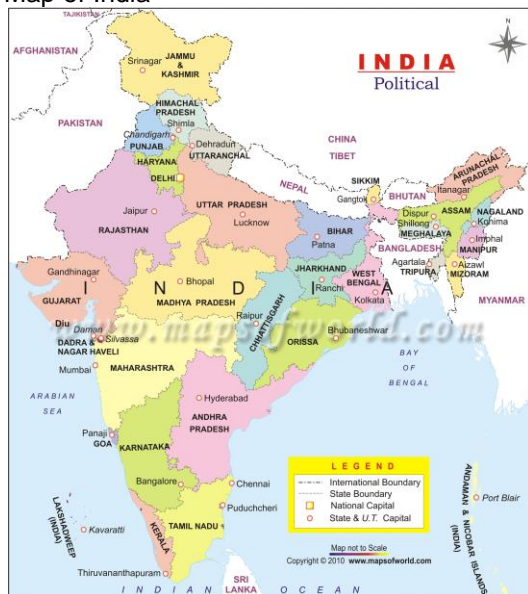 Map of India
TAJIKISTAN
AFGHANISTAN
JAMMU
&
KASHMIR
Srinagar
INDIA
Political
HIMACHAL
PRADESH
Shimla
PAKISTAN
Chandigarh
PUNJAB
Dehradun
UTTARANCHAL
HARYANA
DELHI
CHINA
TIBET
ARUNACHAL
PRADESH
SIKKIM
NEPAL
Gangtok
BHUTAN
Itanagar
UTTAR PRADESH
Jaipur
Lucknow
RAJASTHAN
Dispur
ASSAM
NAGALAND
Shillong
Kohima
MEGHALAYA
BIHAR
Patna
BANGLADESH
Imphal
MANIPUR
Agartala
TRIPURA
Aizawl
MIZORAM
JHARKHAND
Ranchi
WEST
BENGAL
Kolkata
Gandhinagar
I N D I A
Bhopal
GUJARAT
MADHYA PRADESH
MYANMAR
Diu
Daman
Silvassa
DADRA &
NAGAR HAVELI
Raipur
CHHATTISGARH
ORISSA
Bhubaneshwar
www.mapsofworld.com
Mumbai
MAHARASHTRA
BAY
OF
BENGAL
ARABIAN
SEA
Hyderabad
ANDHRA
PRADESH
Panaji
GOA
KARNATAKA
Bangalore
Chennai
Puduchcheri
LAKSHADWEEP
(INDIA)
Kavaratti
KERALA
TAMIL NADU
Thiruvananthapuram
SRI
LANKA
INDIAN OCEAN
LEGEND
International Boundary
State Boundary
National Capital
State & U.T. Capital
Map not to Scale
Copyright © 2010 www.mapsofworld.com
ANDAMAN & NICOBAR ISLANDS
(INDIA)
Port Blair